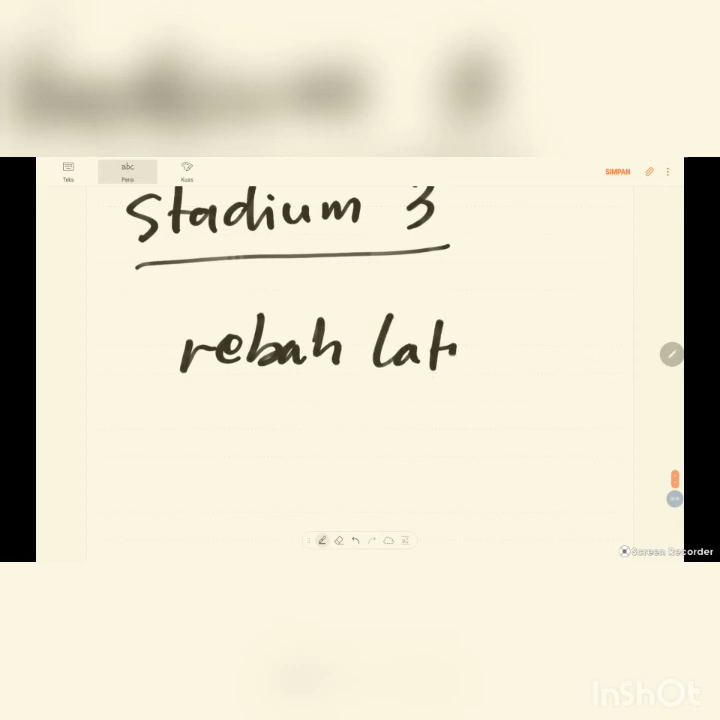 Teks
abc
Pena
Kuas
SIMPAN
Stadium 3
rebah lat
Screen Recorder
InShOt